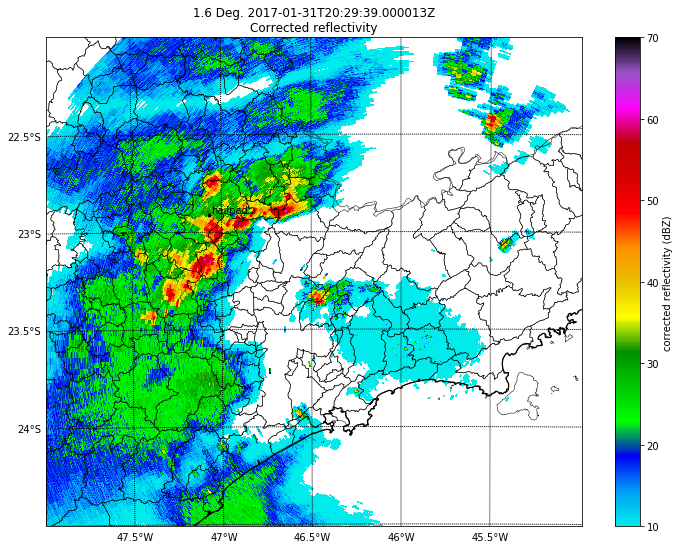 1.6 Deg. 2017-01-31T20:29:39.000013Z
Corrected reflectivity
70
60
50
40
30
20
10
corrected reflectivity (dBZ)
22.5°S
23°S
23.5°S
24°S
47.5°W
47°W
46.5°W
46°W
45.5°W